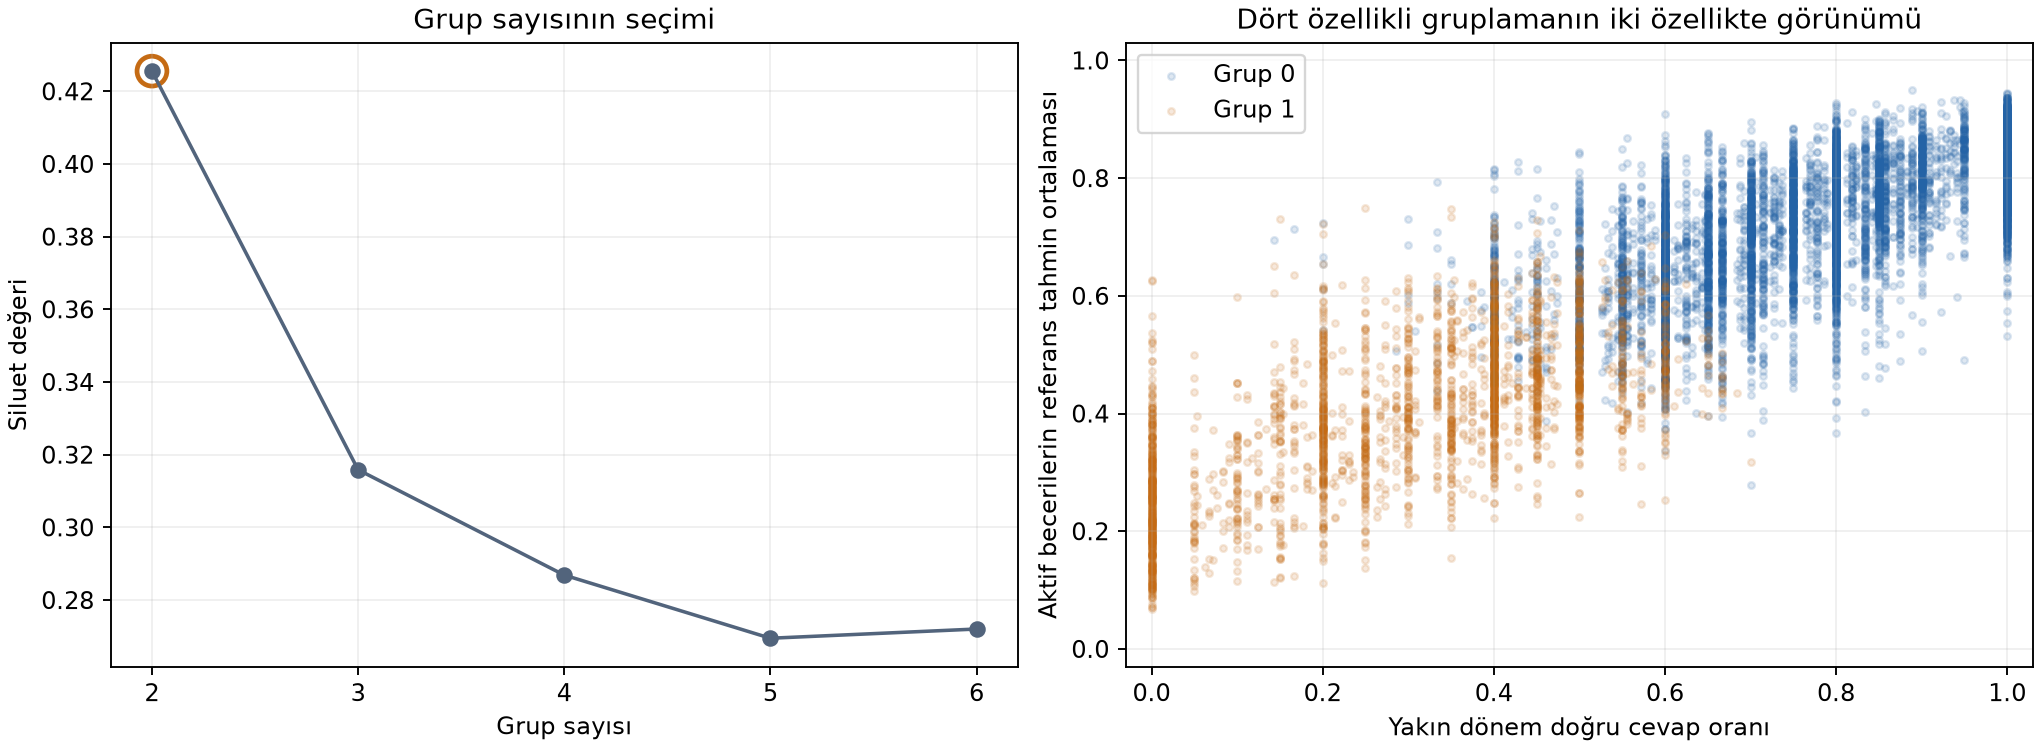 Grup sayısının seçimi
Siluet değeri
0.42
0.40
0.38
0.36
0.34
0.32
0.30
0.28
2 3 4 5 6
Grup sayısı
Dört özellikli gruplamanın iki özellikte görünümü
Aktif becerilerin referans tahmin ortalaması
1.0
0.8
0.6
0.4
0.2
0.0
Grup 0
Grup 1
0.0 0.2 0.4 0.6 0.8 1.0
Yakın dönem doğru cevap oranı